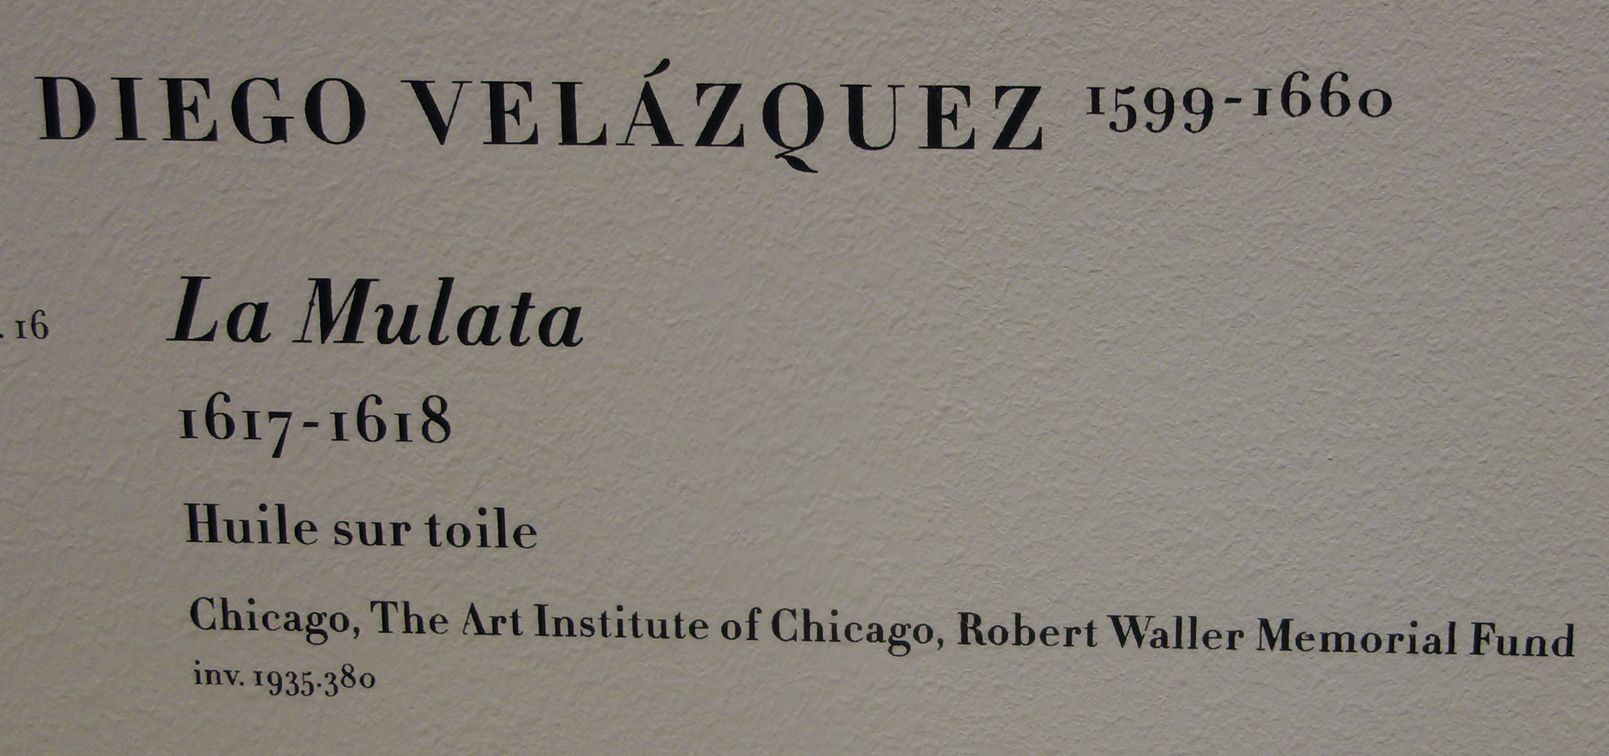 DIEGO VELÁZQUEZ 1599-1660
. 16 La Mulata
1617-1618
Huile sur toile
Chicago, The Art Institute of Chicago, Robert Waller Memorial Fund
inv. 1935.380